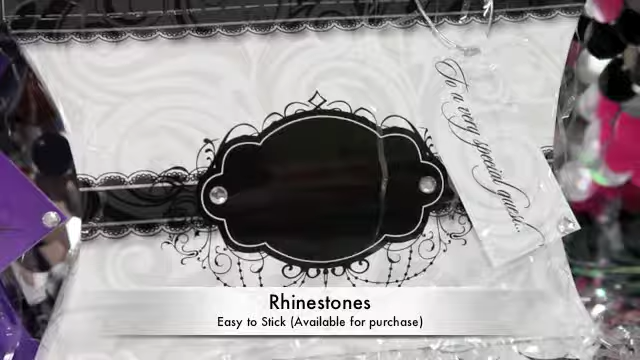 To a very special guest...
Rhinestones
Easy to Stick (Available for purchase)